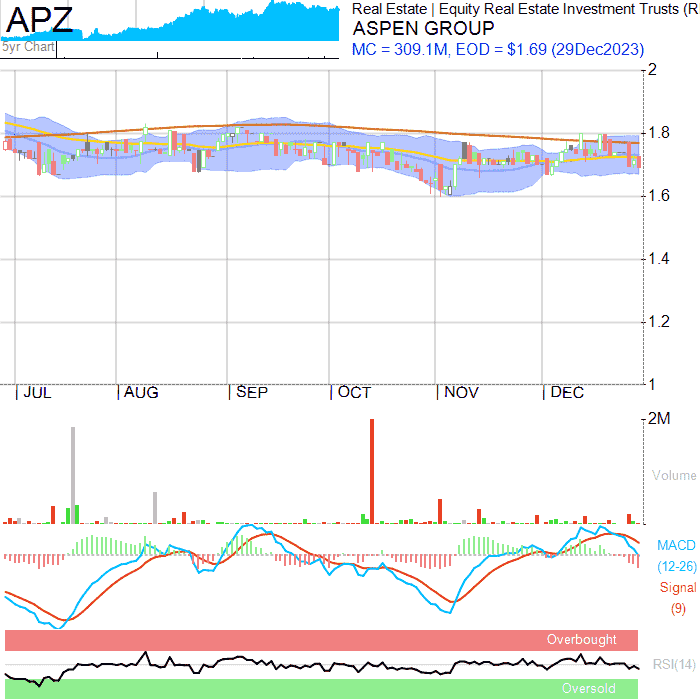 APZ
5yr Chart
Real Estate | Equity Real Estate Investment Trusts (R
ASPEN GROUP
MC = 309.1M, EOD = $1.69 (29Dec2023)
2
1.8
1.6
1.4
1.2
1
JUL AUG SEP OCT NOV DEC
2M
Volume
MACD
(12-26)
Signal
(9)
Overbought
RSI(14)
Oversold